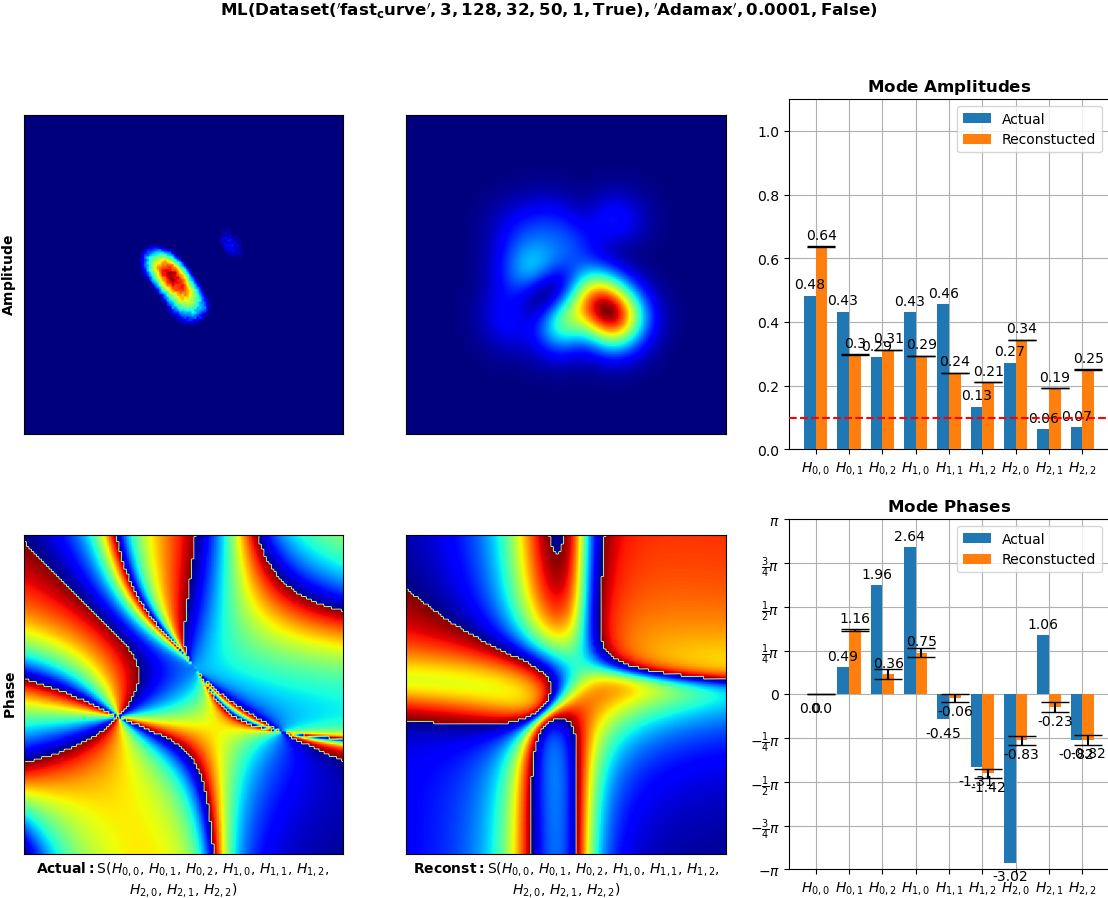 ML(Dataset('fast_curve', 3, 128, 32, 50, 1, True), 'Adamax', 0.0001, False)
Amplitude
Mode Amplitudes
Actual
Reconstucted
1.0
0.8
0.6
0.4
0.2
0.0
0.48 0.64
0.43 0.3
0.29 0.31
0.43 0.29
0.46 0.24
0.13 0.21
0.27 0.34
0.06 0.19
0.07 0.25
H0,0 H0,1 H0,2 H1,0 H1,1 H1,2 H2,0 H2,1 H2,2
Phase
Mode Phases
Actual
Reconstucted
π
3/4π
1/2π
1/4π
0
−1/4π
−1/2π
−3/4π
−π
0.0 0.0
0.49 1.16
1.96 0.36
2.64 0.75
-0.45 -0.06
-1.31 -1.42
-3.02 -0.83
1.06 -0.23
-0.82 -0.82
H0,0 H0,1 H0,2 H1,0 H1,1 H1,2 H2,0 H2,1 H2,2
Actual: S(H0,0, H0,1, H0,2, H1,0, H1,1, H1,2,
H2,0, H2,1, H2,2)
Reconst: S(H0,0, H0,1, H0,2, H1,0, H1,1, H1,2,
H2,0, H2,1, H2,2)